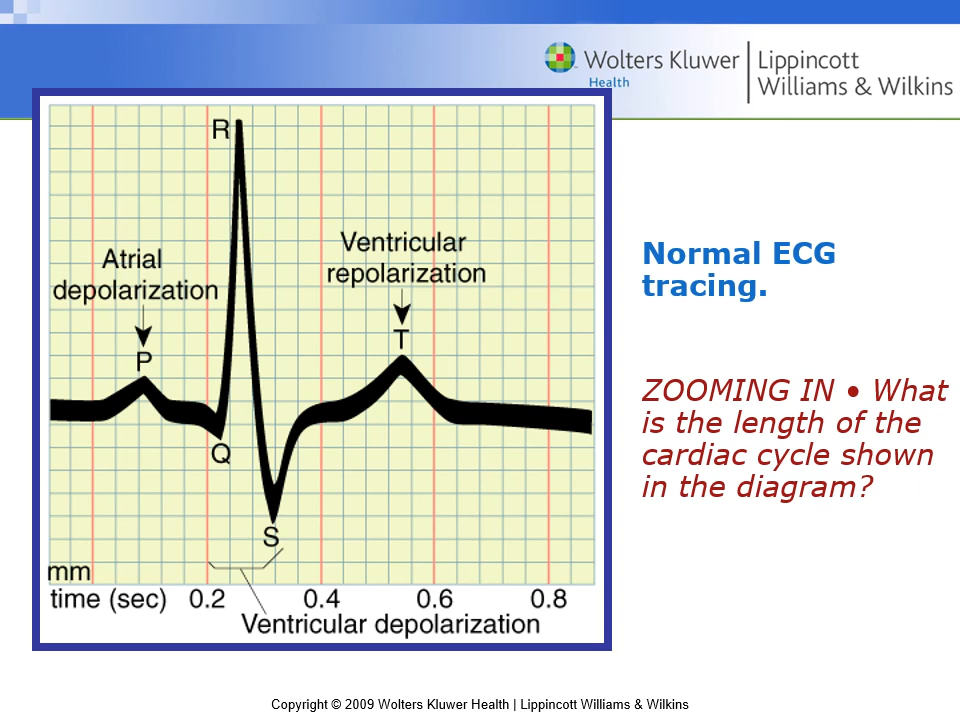 Wolters Kluwer
Health
Lippincott
Williams & Wilkins
R
Atrial
depolarization
P
Ventricular
repolarization
T
Q
S
mm
time (sec) 0.2 0.4 0.6 0.8
Ventricular depolarization
Normal ECG
tracing.
ZOOMING IN • What
is the length of the
cardiac cycle shown
in the diagram?
Copyright © 2009 Wolters Kluwer Health | Lippincott Williams & Wilkins